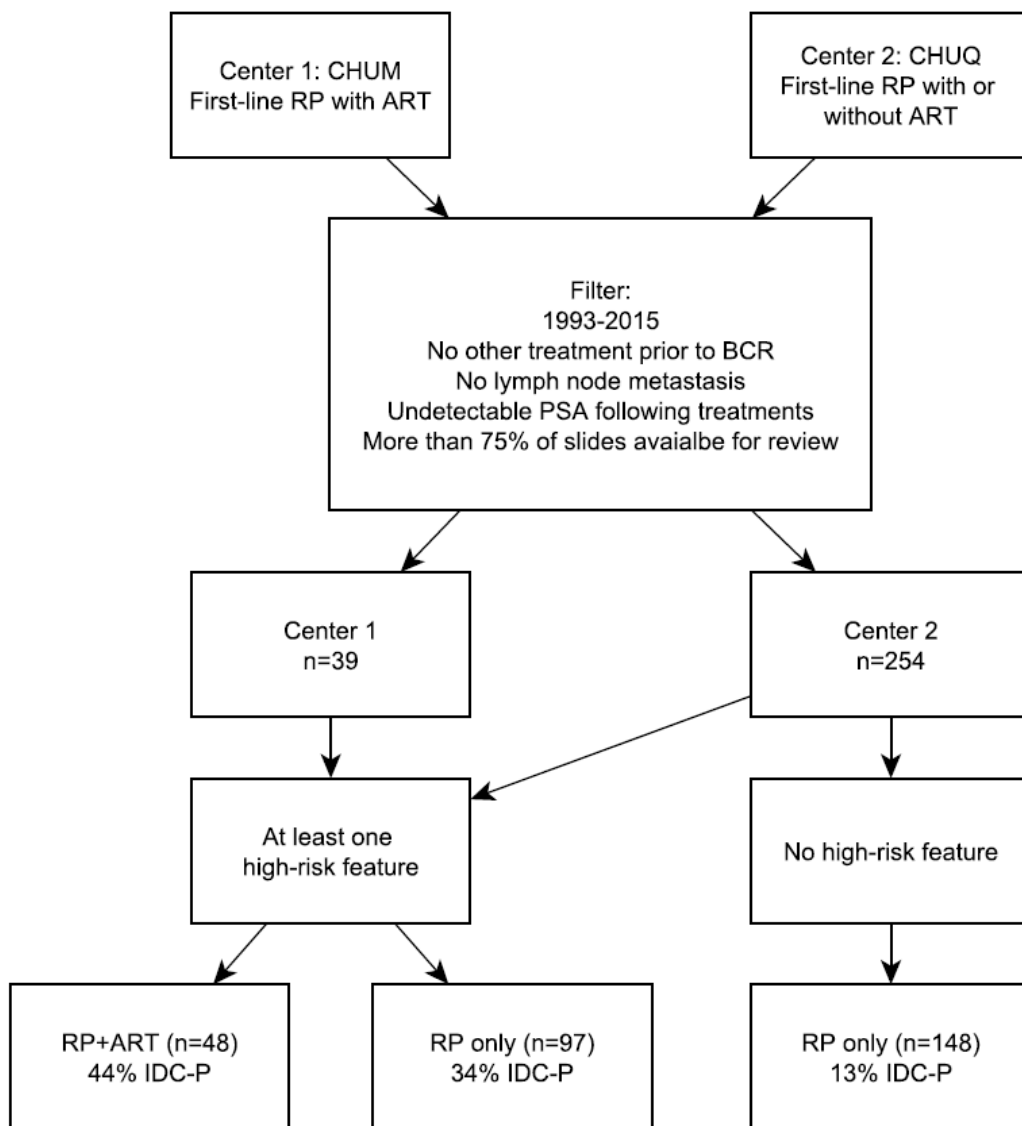 Center 1: CHUM
First-line RP with ART
Center 2: CHUQ
First-line RP with or
without ART
Filter:
1993-2015
No other treatment prior to BCR
No lymph node metastasis
Undetectable PSA following treatments
More than 75% of slides avaialbe for review
Center 1
n=39
Center 2
n=254
At least one
high-risk feature
No high-risk feature
RP+ART (n=48)
44% IDC-P
RP only (n=97)
34% IDC-P
RP only (n=148)
13% IDC-P